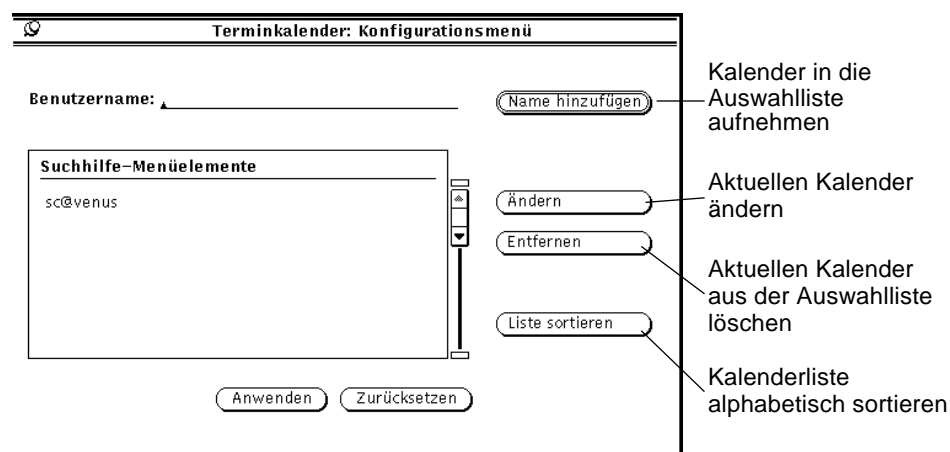 Terminkalender: Konfigurationsmenü
Benutzername:
Name hinzufügen
Kalender in die
Auswahlliste
aufnehmen
Suchhilfe-Menüelemente
sc@venus
Ändern
Aktuellen Kalender
ändern
Entfernen
Aktuellen Kalender
aus der Auswahlliste
löschen
Liste sortieren
Kalenderliste
alphabetisch sortieren
Anwenden
Zurücksetzen